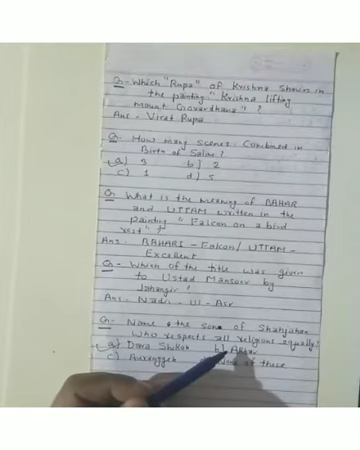 Q:- Which "Rupa" of Krishna Shown in
the painting "Krishna lifting
mount Govardhana" ?
Ans - Virat Rupa
Q:- How many scenes Combined in
Birth of Salim?
a) 3 b) 2
c) 1 d) 5
Q:- What is the meaning of BAHAR
and UTTAM written in the
painting "Falcon on a bird
rest" ?
Ans. BAHARI - Falcon/ UTTAM -
Excellent
Q:- Which of the title was given
to Ustad Mansoor by
Jahangir?
Ans. Nadir - Ul - Asr
Q:- Name the son of Shahjahan
Who respects all religions equally?
a) Dara Shikoh b) Akbar
c) of these